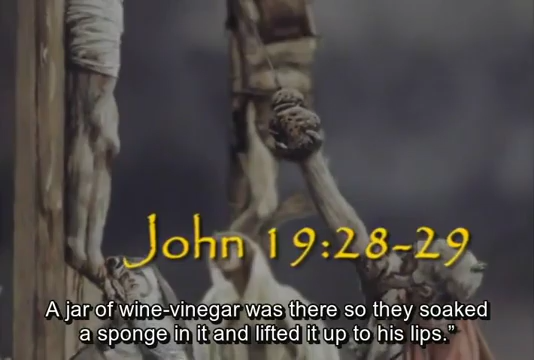 John 19:28-29
A jar of wine-vinegar was there so they soaked
a sponge in it and lifted it up to his lips.”